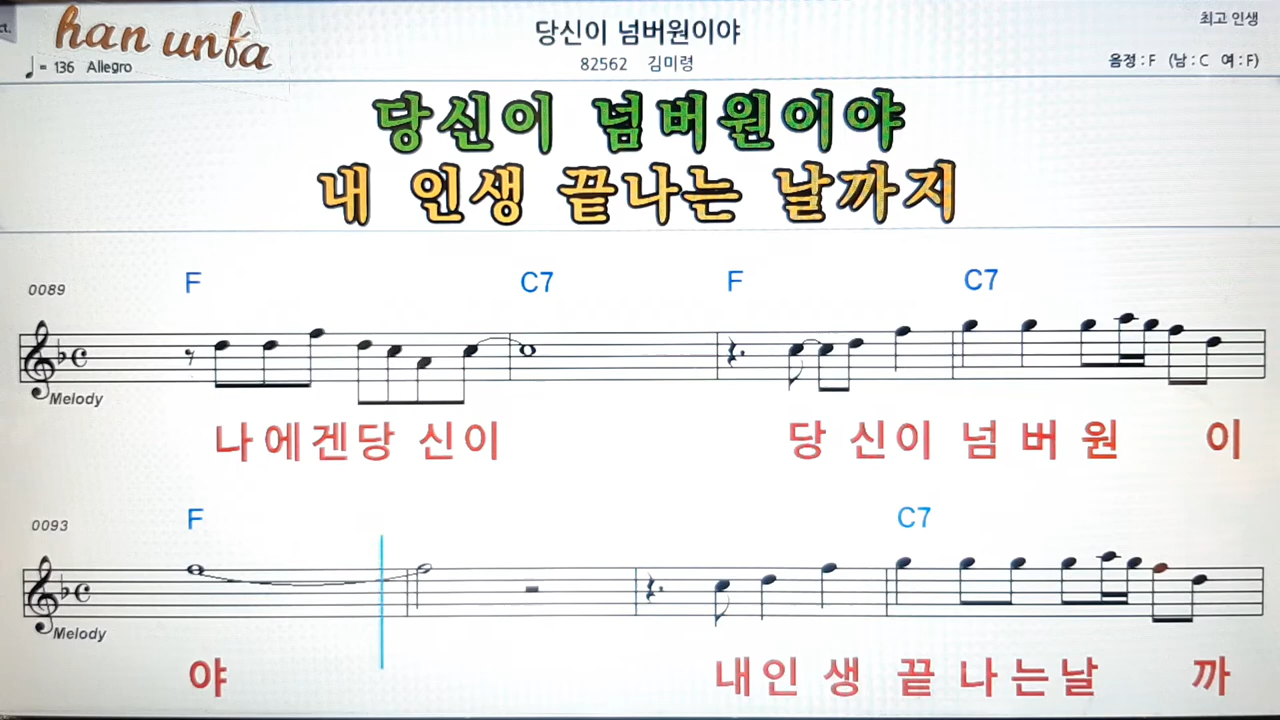 ct.
han unfa
당신이 넘버원이야
최고 인생
♩= 136 Allegro
82562 김미령
음정 : F (남 : C 여 : F)
당신이 넘버원이야
내 인생 끝나는 날까지
0089 F C7 F C7
Melody
나에겐당 신이 당 신이 넘 버 원 이
0093 F C7
Melody
야 내인 생 끝 나 는날 까